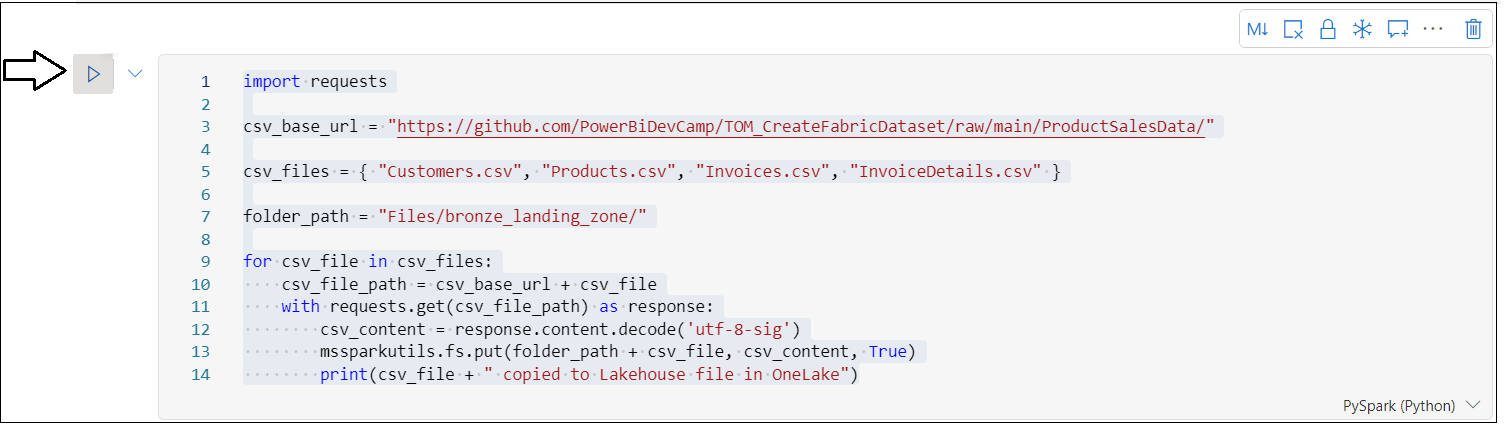 M↓
1 import requests
2
3 csv_base_url = "https://github.com/PowerBiDevCamp/TOM_CreateFabricDataset/raw/main/ProductSalesData/"
4
5 csv_files = { "Customers.csv", "Products.csv", "Invoices.csv", "InvoiceDetails.csv" }
6
7 folder_path = "Files/bronze_landing_zone/"
8
9 for csv_file in csv_files:
10     csv_file_path = csv_base_url + csv_file
11     with requests.get(csv_file_path) as response:
12         csv_content = response.content.decode('utf-8-sig')
13         mssparkutils.fs.put(folder_path + csv_file, csv_content, True)
14         print(csv_file + " copied to Lakehouse file in OneLake")
PySpark (Python)